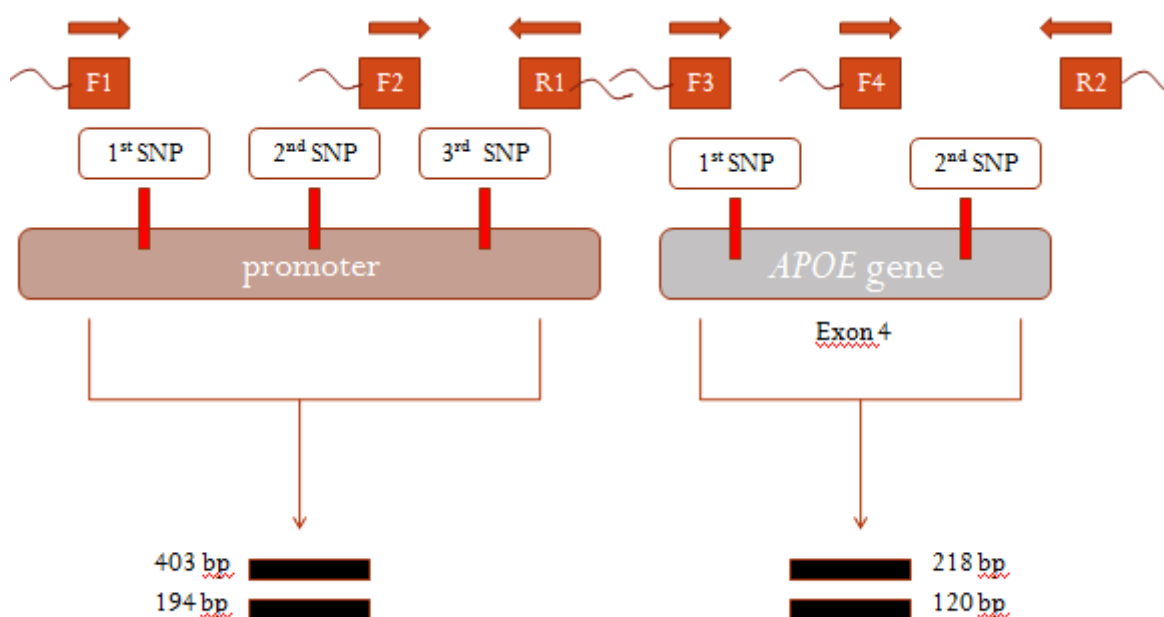 F1 F2 R1 F3 F4 R2
1st SNP 2nd SNP 3rd SNP 1st SNP 2nd SNP
promoter APOE gene
Exon 4
403 bp 218 bp
194 bp 120 bp